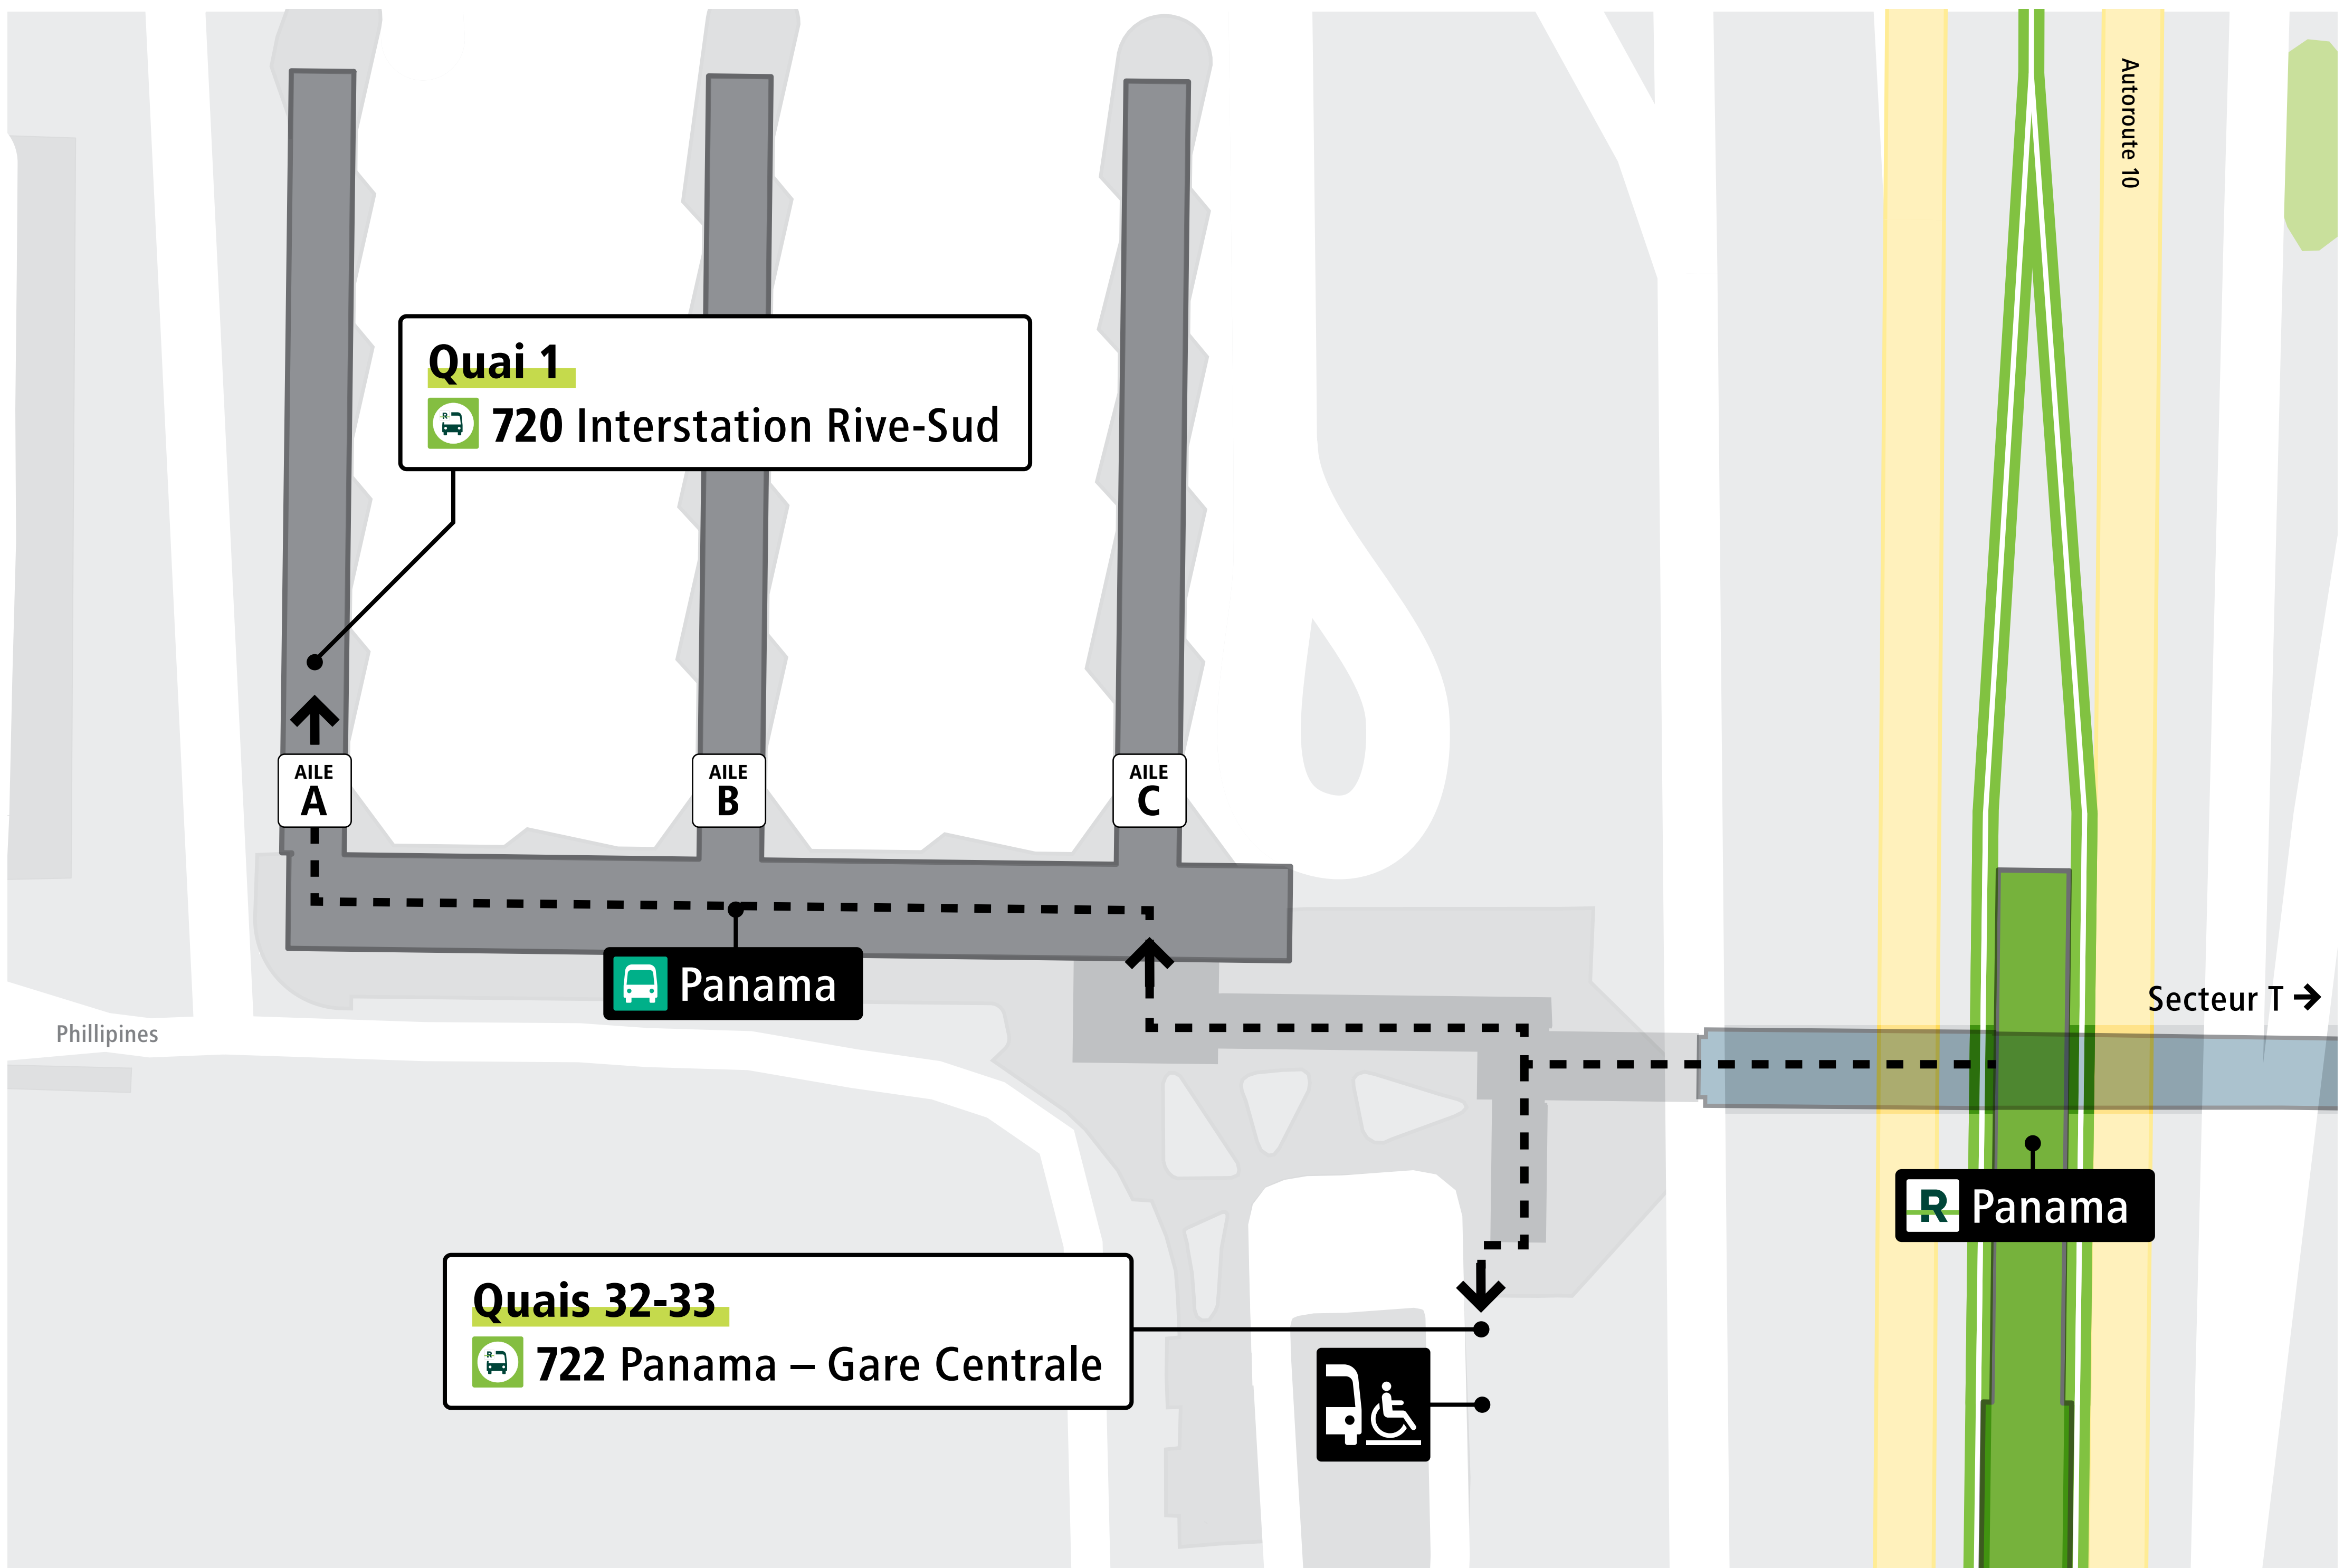 Autoroute 10
Quai 1
720 Interstation Rive-Sud
AILE
A
AILE
B
AILE
C
Panama
Secteur T →
Phillipines
R Panama
Quais 32-33
722 Panama – Gare Centrale